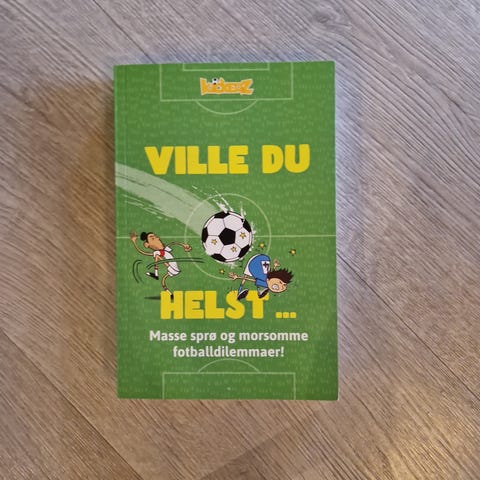 KICKERZ
VILLE DU
HELST...
Masse sprø og morsomme
fotballdilemmaer!